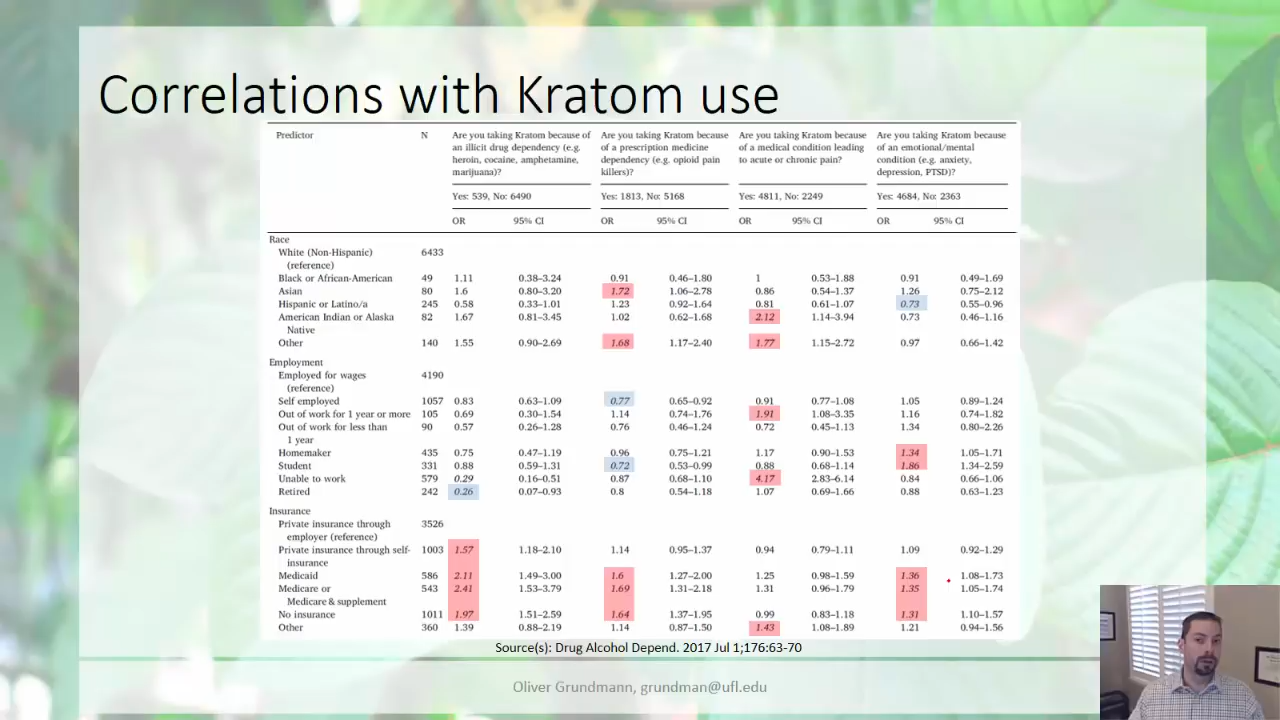 Correlations with Kratom use
Predictor N Are you taking Kratom because of an illicit drug dependency (e.g. heroin, cocaine, amphetamine, marijuana)? Are you taking Kratom because of a prescription medicine dependency (e.g. opioid pain killers)? Are you taking Kratom because of a medical condition leading to acute or chronic pain? Are you taking Kratom because of an emotional/mental condition (e.g. anxiety, depression, PTSD)?
Yes: 539, No: 6490 Yes: 1813, No: 5168 Yes: 4811, No: 2249 Yes: 4684, No: 2363
OR 95% CI OR 95% CI OR 95% CI OR 95% CI
Race
White (Non-Hispanic) 6433
(reference)
Black or African-American 49 1.11 0.38–3.24 0.91 0.46–1.80 1 0.53–1.88 0.91 0.49–1.69
Asian 80 1.6 0.80–3.20 1.72 1.06–2.78 0.86 0.54–1.37 1.26 0.75–2.12
Hispanic or Latino/a 245 0.58 0.33–1.01 1.23 0.92–1.64 0.81 0.61–1.07 0.73 0.55–0.96
American Indian or Alaska 82 1.67 0.81–3.45 1.02 0.62–1.68 2.12 1.14–3.94 0.73 0.46–1.16
Native
Other 140 1.55 0.90–2.69 1.68 1.17–2.40 1.77 1.15–2.72 0.97 0.66–1.42
Employment
Employed for wages 4190
(reference)
Self employed 1057 0.83 0.63–1.09 0.77 0.65–0.92 0.91 0.77–1.08 1.05 0.89–1.24
Out of work for 1 year or more 105 0.69 0.30–1.54 1.14 0.74–1.76 1.91 1.08–3.35 1.16 0.74–1.82
Out of work for less than 90 0.57 0.26–1.28 0.76 0.46–1.24 0.72 0.45–1.13 1.34 0.80–2.26
1 year
Homemaker 435 0.75 0.47–1.19 0.96 0.75–1.21 1.17 0.90–1.53 1.34 1.05–1.71
Student 331 0.88 0.59–1.31 0.72 0.53–0.99 0.88 0.68–1.14 1.86 1.34–2.59
Unable to work 579 0.29 0.16–0.51 0.87 0.68–1.10 4.17 2.83–6.14 0.84 0.66–1.06
Retired 242 0.26 0.07–0.93 0.8 0.54–1.18 1.07 0.69–1.66 0.88 0.63–1.23
Insurance
Private insurance through 3526
employer (reference)
Private insurance through self- 1003 1.57 1.18–2.10 1.14 0.95–1.37 0.94 0.79–1.11 1.09 0.92–1.29
insurance
Medicaid 586 2.11 1.49–3.00 1.6 1.27–2.00 1.25 0.98–1.59 1.36 1.08–1.73
Medicare or 543 2.41 1.53–3.79 1.69 1.31–2.18 1.31 0.96–1.79 1.35 1.05–1.74
Medicare & supplement
No insurance 1011 1.97 1.51–2.59 1.64 1.37–1.95 0.99 0.83–1.18 1.31 1.10–1.57
Other 360 1.39 0.88–2.19 1.14 0.87–1.50 1.43 1.08–1.89 1.21 0.94–1.56
Source(s): Drug Alcohol Depend. 2017 Jul 1;176:63-70
Oliver Grundmann, grundman@ufl.edu